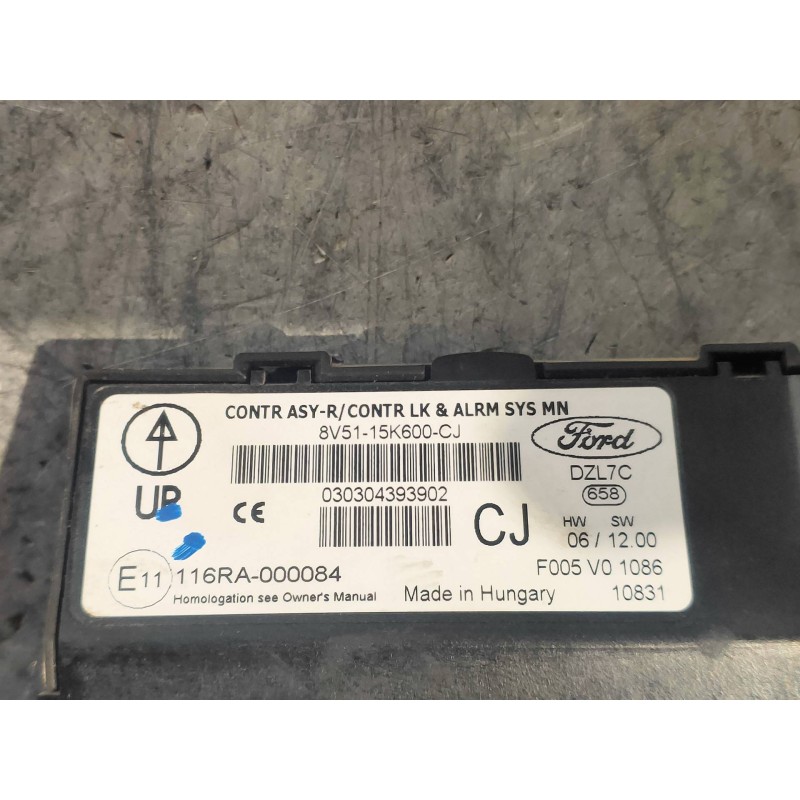 CONTR ASY-R/CONTR LK & ALRM SYS MN
8V51-15K600-CJ
Ford
UP
CE
030304393902
CJ
DZL7C
658
HW SW
06 / 12.00
E11 116RA-000084
F005 V0 1086
Homologation see Owner's Manual
Made in Hungary
10831